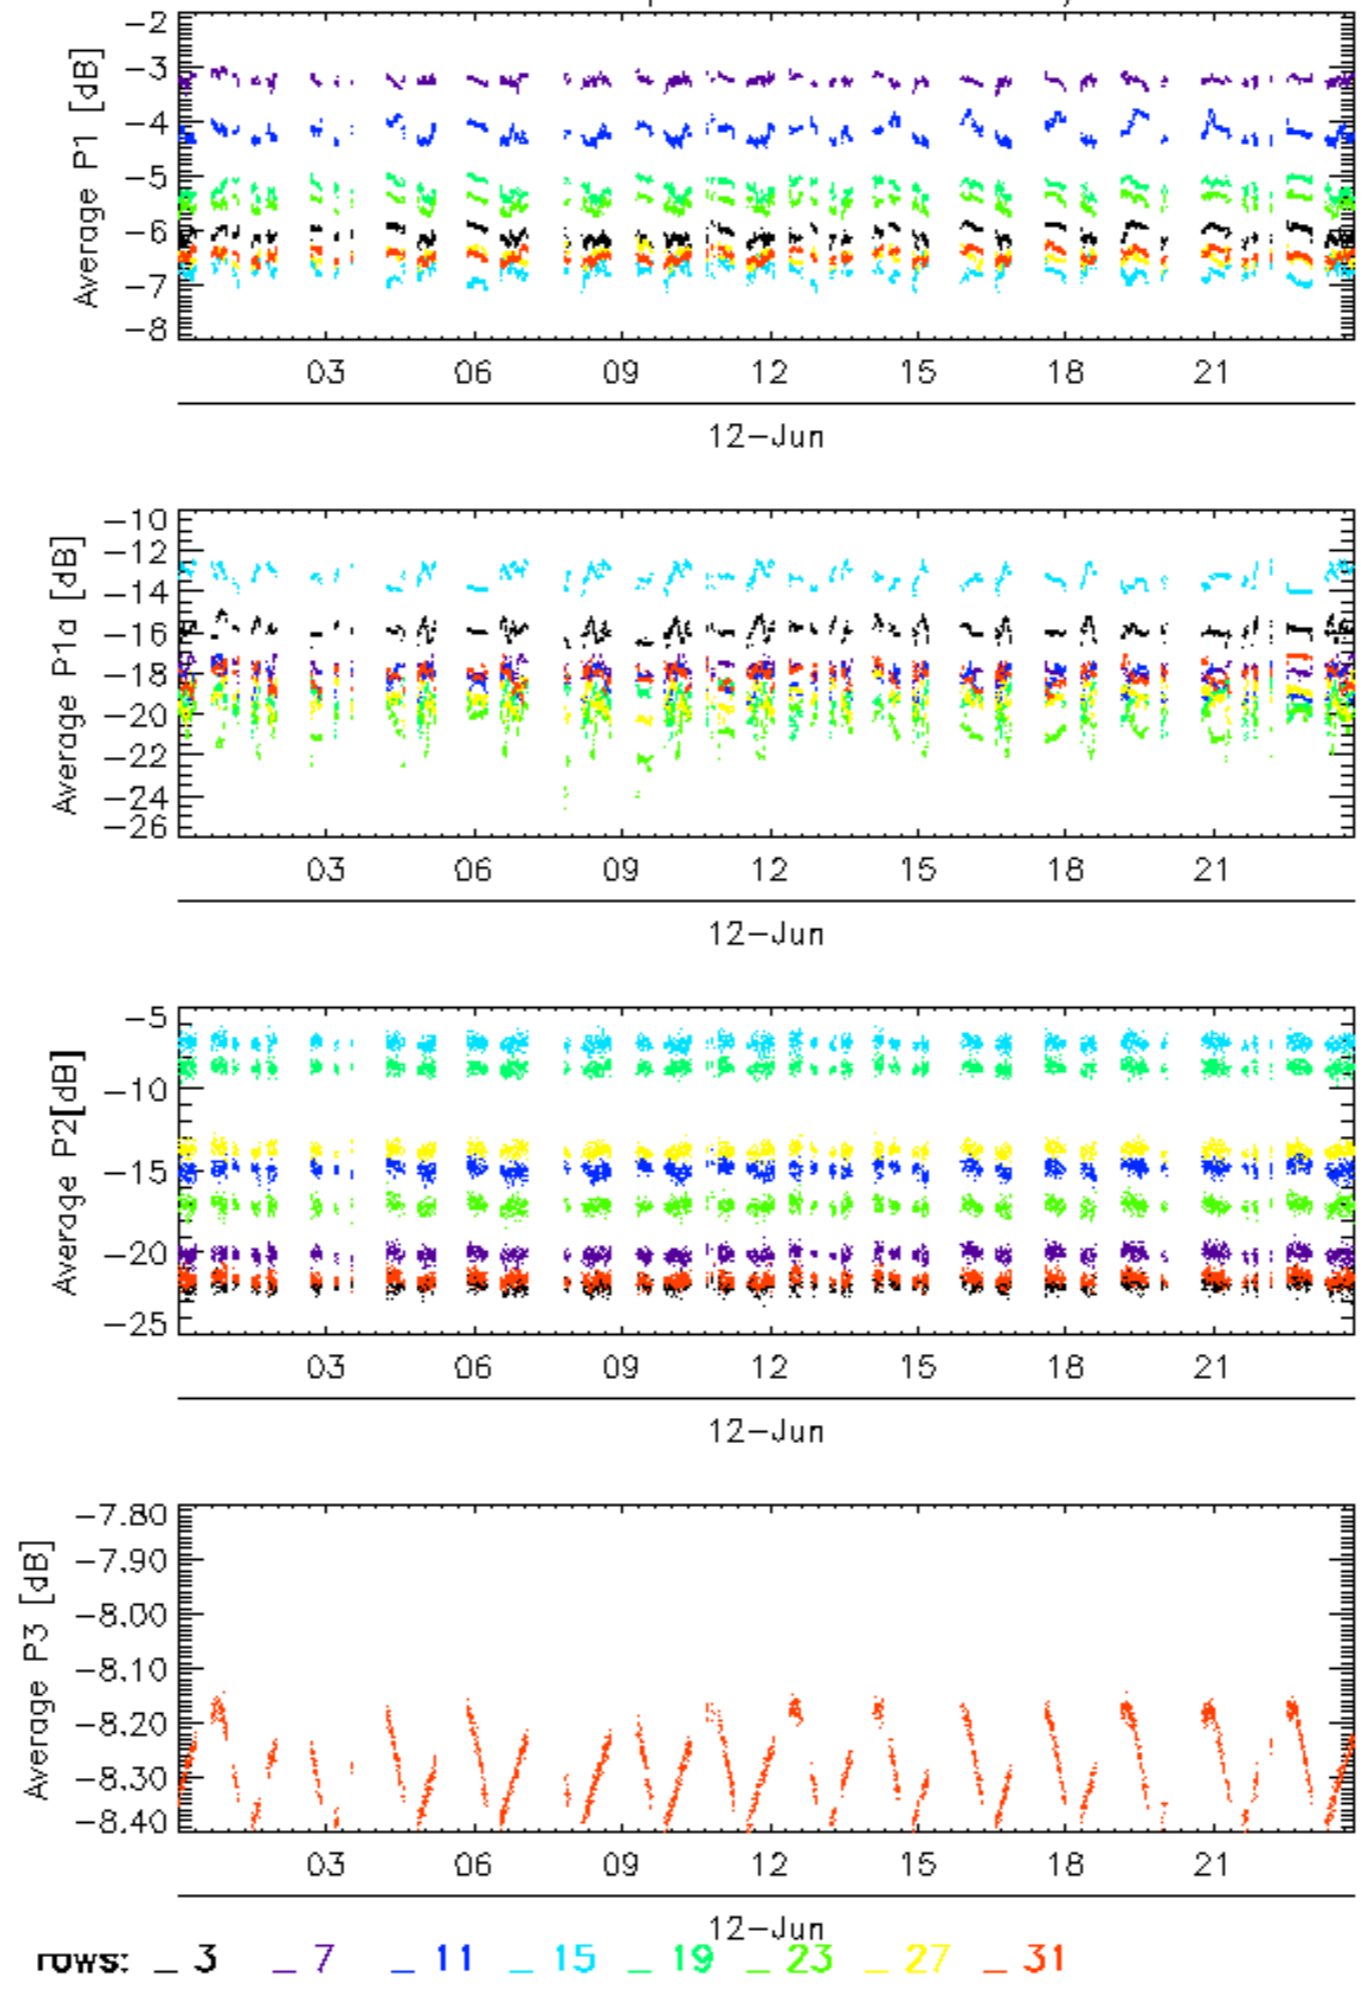 Average P1 [dB]
-2
-3
-4
-5
-6
-7
-8
03 06 09 12 15 18 21
12-Jun
Average P1a [dB]
-10
-12
-14
-16
-18
-20
-22
-24
-26
03 06 09 12 15 18 21
12-Jun
Average P2[dB]
-5
-10
-15
-20
-25
03 06 09 12 15 18 21
12-Jun
Average P3 [dB]
-7.80
-7.90
-8.00
-8.10
-8.20
-8.30
-8.40
03 06 09 12 15 18 21
12-Jun
rows: _ 3 _ 7 _ 11 _ 15 _ 19 _ 23 _ 27 _ 31